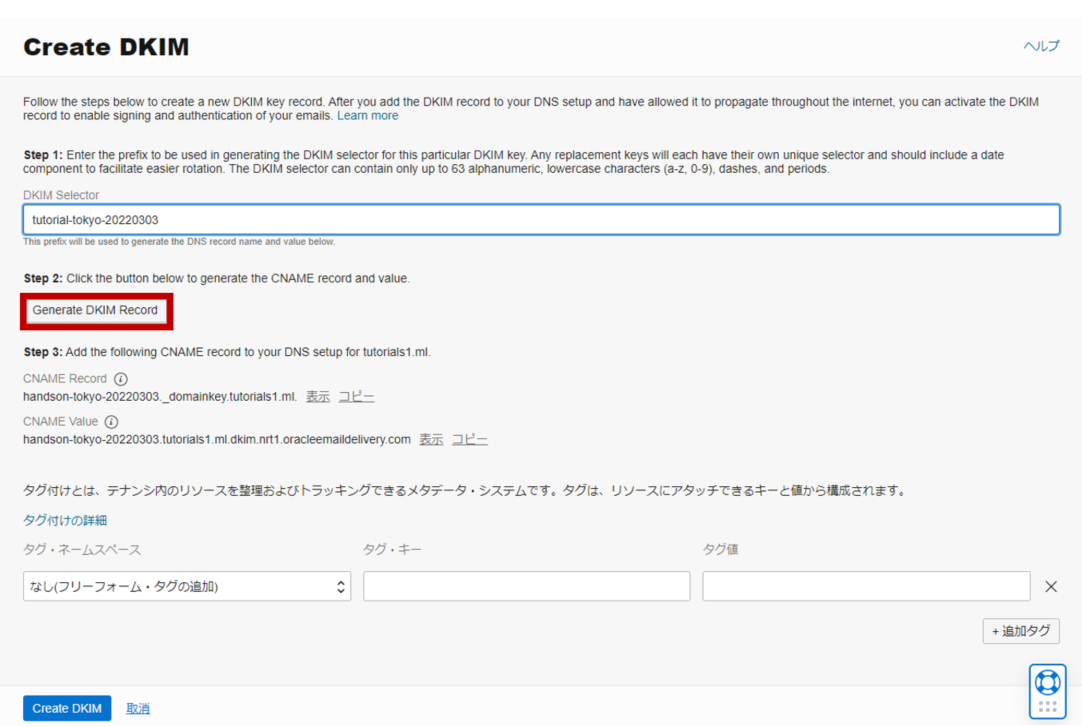 Create DKIM
ヘルプ
Follow the steps below to create a new DKIM key record. After you add the DKIM record to your DNS setup and have allowed it to propagate throughout the internet, you can activate the DKIM
record to enable signing and authentication of your emails. Learn more
Step 1: Enter the prefix to be used in generating the DKIM selector for this particular DKIM key. Any replacement keys will each have their own unique selector and should include a date
component to facilitate easier rotation. The DKIM selector can contain only up to 63 alphanumeric, lowercase characters (a-z, 0-9), dashes, and periods.
DKIM Selector
tutorial-tokyo-20220303
This prefix will be used to generate the DNS record name and value below.
Step 2: Click the button below to generate the CNAME record and value.
Generate DKIM Record
Step 3: Add the following CNAME record to your DNS setup for tutorials1.ml.
CNAME Record
handson-tokyo-20220303._domainkey.tutorials1.ml. 表示 コピー
CNAME Value
handson-tokyo-20220303.tutorials1.ml.dkim.nrt1.oracleemaildelivery.com 表示 コピー
タグ付けとは、テナンシ内のリソースを整理およびトラッキングできるメタデータ・システムです。タグは、リソースにアタッチできるキーと値から構成されます。
タグ付けの詳細
タグ・ネームスペース タグ・キー タグ値
なし(フリーフォーム・タグの追加)
+ 追加タグ
Create DKIM 取消